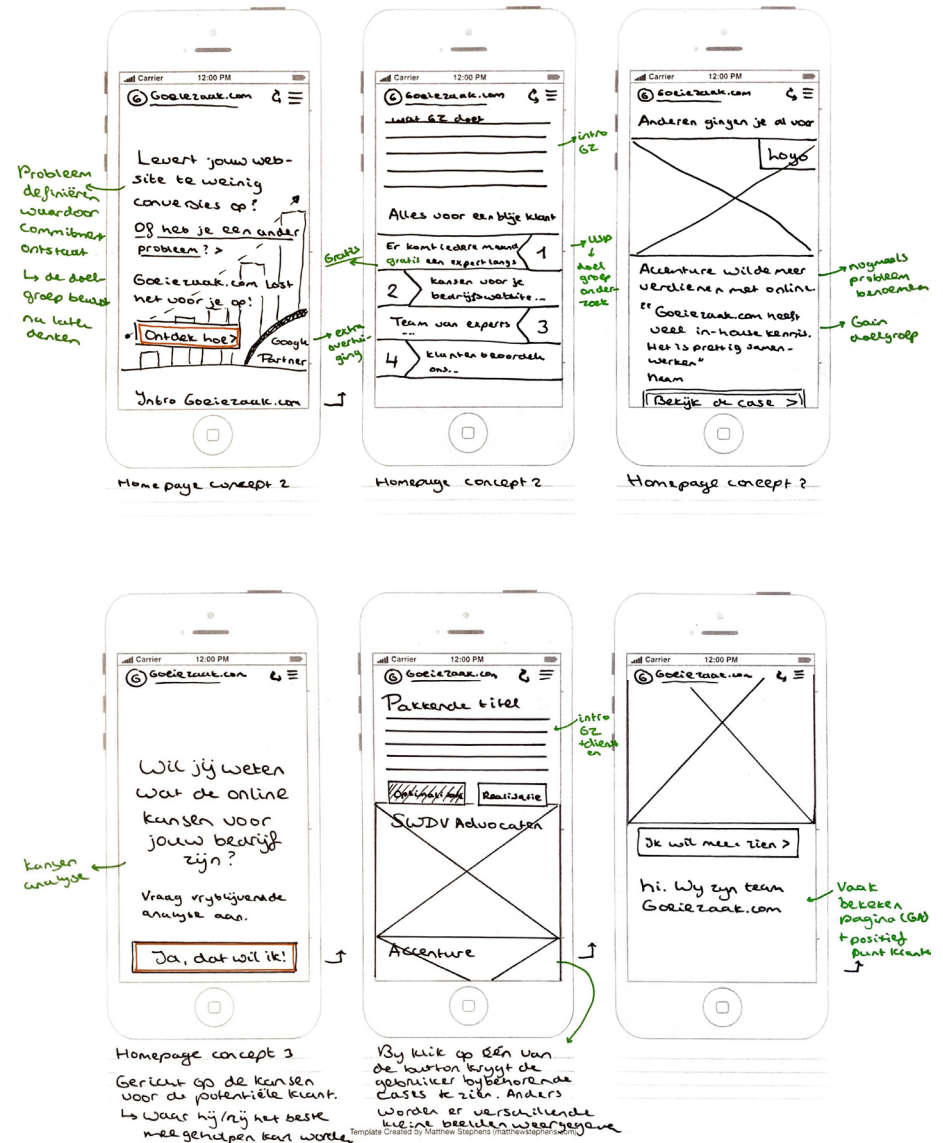 Carrier 12:00 PM
G Goeiezaak.com
Levert jouw web-
site te weinig
conversies op?
Of heb je een ander
probleem? >
Goeiezaak.com lost
het voor je op!
Ontdek hoe >
Google
Partner
Intro Goeiezaak.com
Probleem
definiëren
waardoor
commitment
ontstaat
↳ de doel-
groep bewust
na laten
denken
extra
overtui-
ging
Homepage concept 2
Carrier 12:00 PM
G Goeiezaak.com
wat GZ doet
intro
GZ
Alles voor een blije klant
Er komt iedere maand
gratis een expert langs
1
2
kansen voor je
bedrijfswebsite...
Team van experts
...
3
4
klanten beoordelen
ons...
Gratis
USP
doel
groep
onder-
zoek
Homepage concept 2
Carrier 12:00 PM
G Goeiezaak.com
Anderen gingen je al voor
Logo
Accenture wilde meer
verdienen met online.
"Goeiezaak.com heeft
veel in-house kennis.
Het is prettig samen-
werken"
Naam
Bekijk de case >
nogmaals
probleem
benoemen
Gain
doelgroep
Homepage concept 2
Carrier 12:00 PM
G Goeiezaak.com
Wil jij weten
wat de online
kansen voor
jouw bedrijf
zijn?
Vraag vrijblijvende
analyse aan.
Ja, dat wil ik!
kansen
analyse
Homepage concept 3
Gericht op de kansen
voor de potentiële klant.
↳ waar hij/zij het beste
mee geholpen kan worden
Carrier 12:00 PM
G Goeiezaak.com
Pakkende titel
intro
GZ
+diensten
Realisatie
SWDV Advocaten
Accenture
By klik op één van
de button krygt de
gebruiker bybehorende
cases te zien. Anders
worden er verschillende
kleine beelden weergegeven
Carrier 12:00 PM
G Goeiezaak.com
Ik wil meer zien >
hi. Wy zyn team
Goeiezaak.com
Vaak
bekeken
pagina (GA)
+ positief
punt klanten
Template Created by Matthew Stephens (matthewstephens.com)